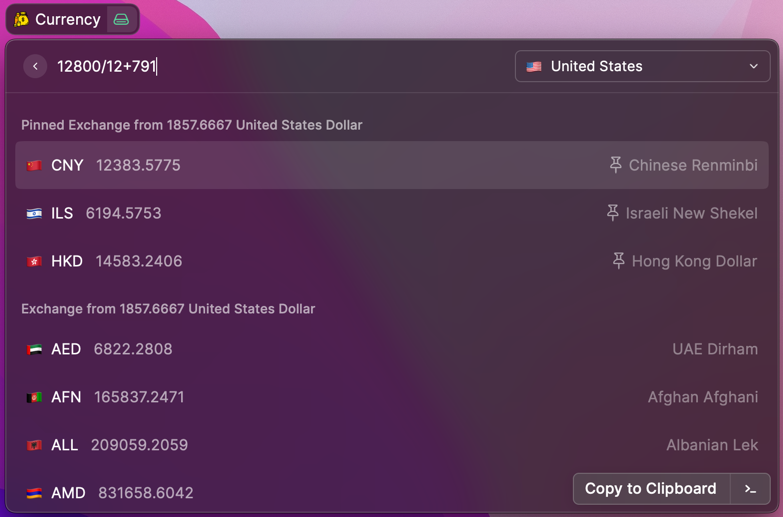 Currency
12800/12+791
United States
Pinned Exchange from 1857.6667 United States Dollar
CNY 12383.5775 Chinese Renminbi
ILS 6194.5753 Israeli New Shekel
HKD 14583.2406 Hong Kong Dollar
Exchange from 1857.6667 United States Dollar
AED 6822.2808 UAE Dirham
AFN 165837.2471 Afghan Afghani
ALL 209059.2059 Albanian Lek
AMD 831658.6042
Copy to Clipboard